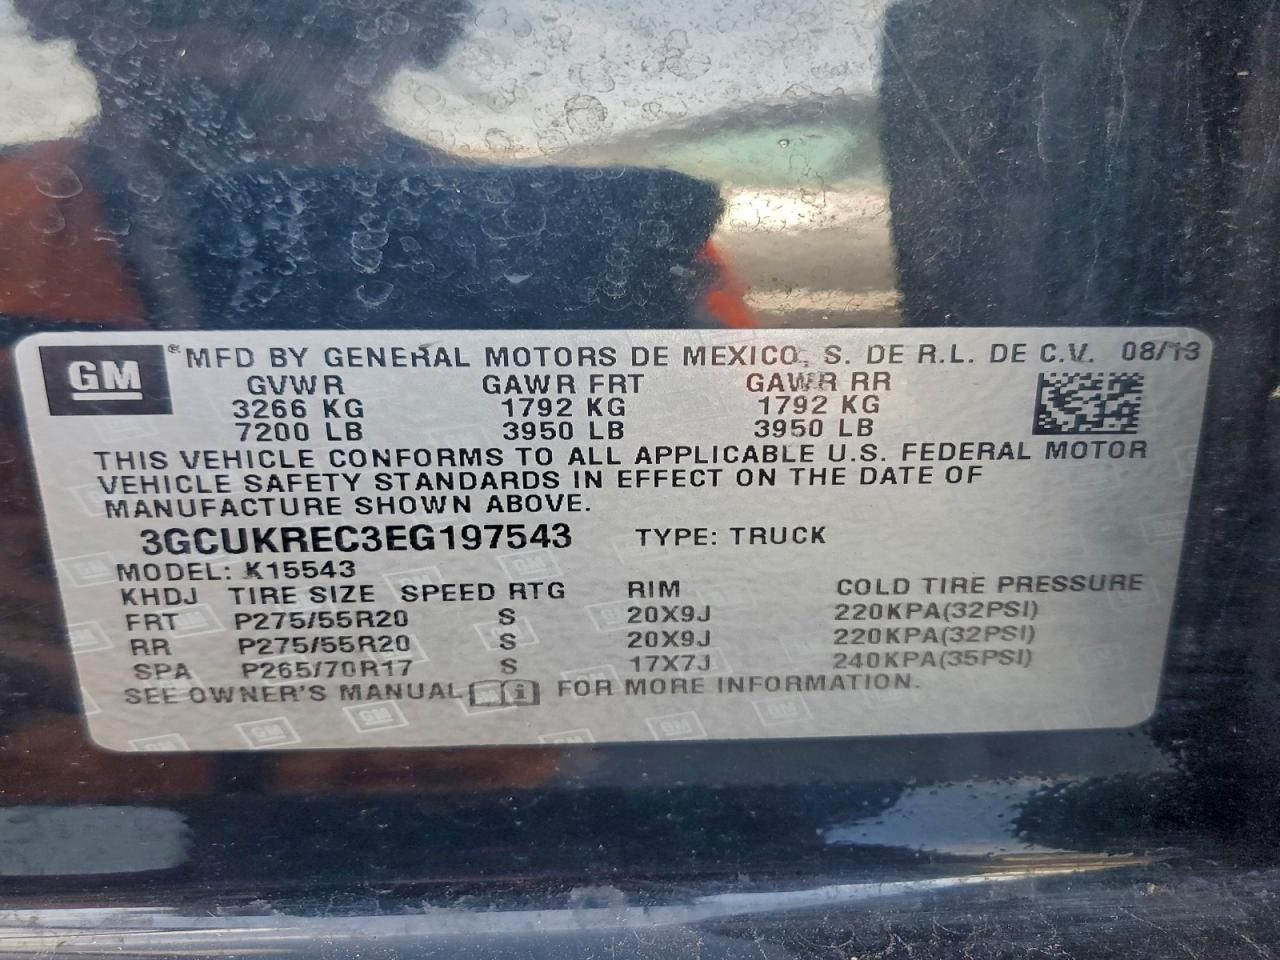 GM ® MFD BY GENERAL MOTORS DE MEXICO, S. DE R.L. DE C.V. 08/13
GVWR GAWR FRT GAWR RR
3266 KG 1792 KG 1792 KG
7200 LB 3950 LB 3950 LB
THIS VEHICLE CONFORMS TO ALL APPLICABLE U.S. FEDERAL MOTOR
VEHICLE SAFETY STANDARDS IN EFFECT ON THE DATE OF
MANUFACTURE SHOWN ABOVE.
3GCUKREC3EG197543 TYPE: TRUCK
MODEL: K15543
KHDJ TIRE SIZE SPEED RTG RIM COLD TIRE PRESSURE
FRT P275/55R20 S 20X9J 220KPA(32PSI)
RR P275/55R20 S 20X9J 220KPA(32PSI)
SPA P265/70R17 S 17X7J 240KPA(35PSI)
SEE OWNER'S MANUAL i FOR MORE INFORMATION.